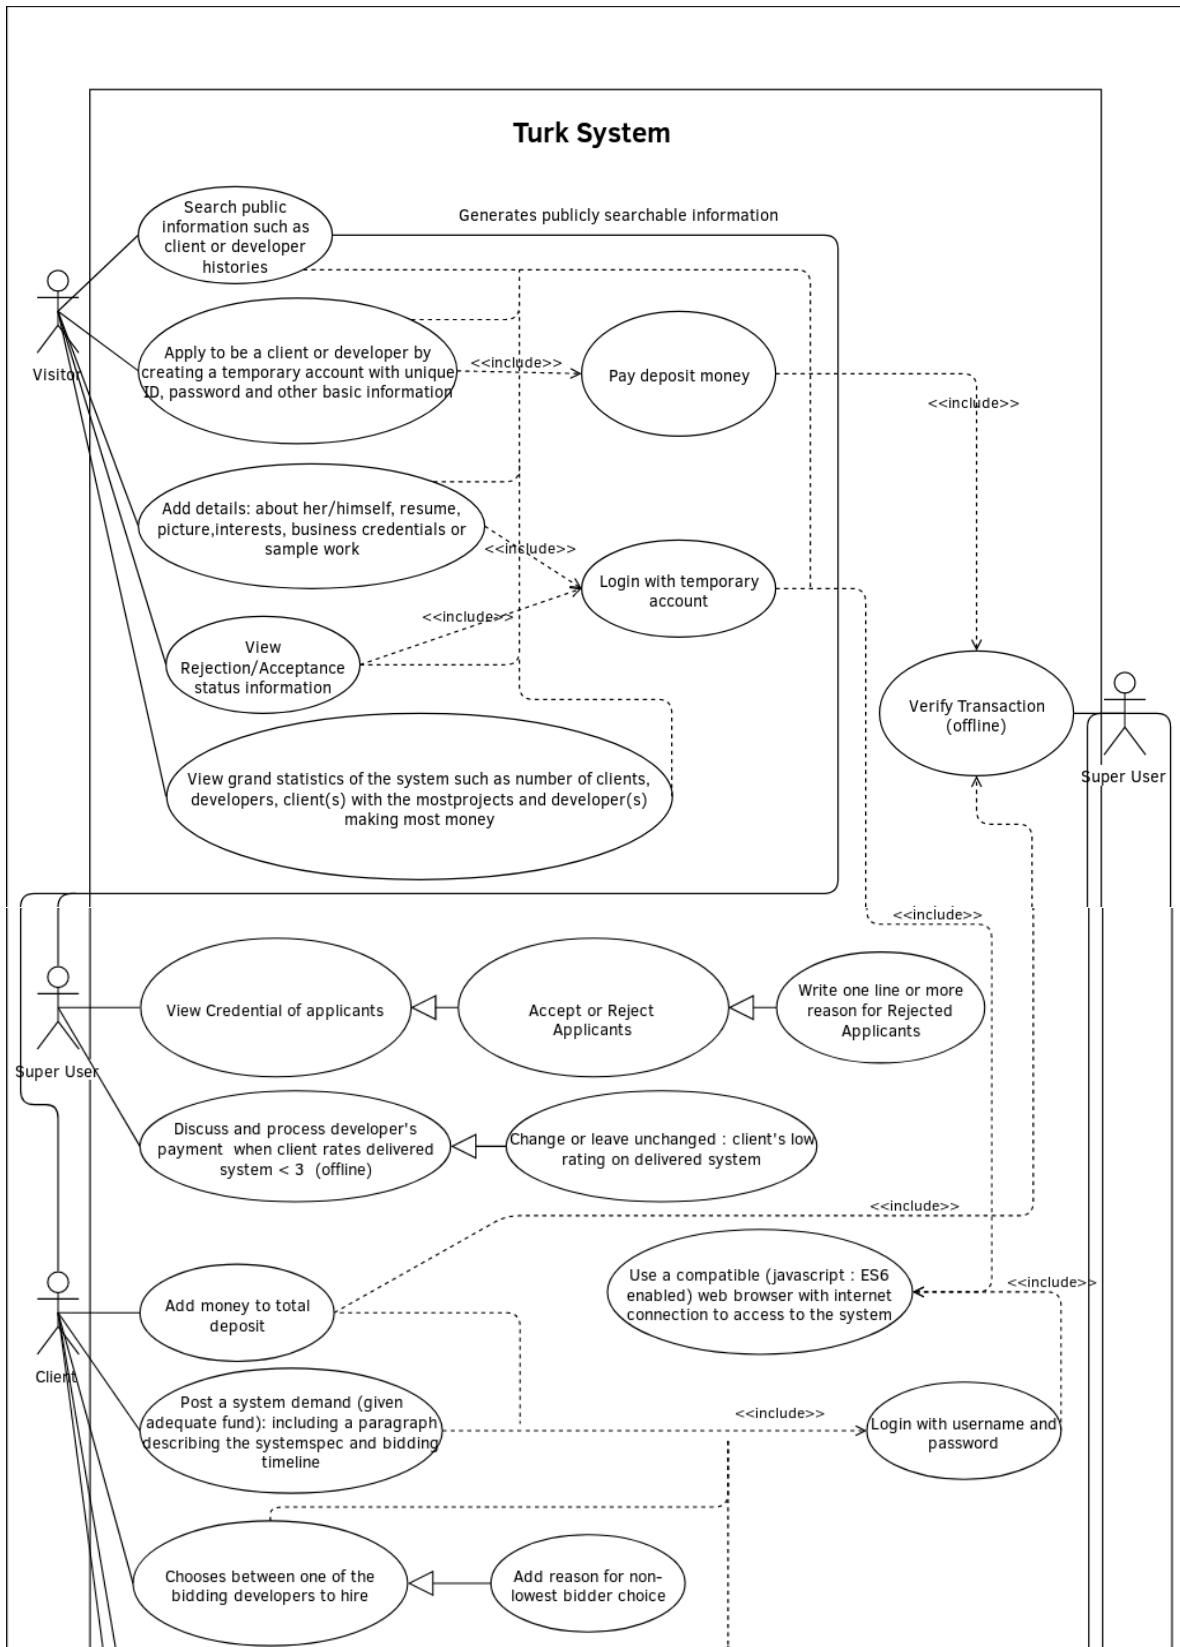 Turk System
Search public
information such as
client or developer
histories
Generates publicly searchable information
Visitor
Apply to be a client or developer by
creating a temporary account with unique
ID, password and other basic information
<<include>>
Pay deposit money
<<include>>
Add details: about her/himself, resume,
picture,interests, business credentials or
sample work
<<include>>
Login with temporary
account
<<include>>
View
Rejection/Acceptance
status information
Verify Transaction
(offline)
Super User
View grand statistics of the system such as number of clients,
developers, client(s) with the mostprojects and developer(s)
making most money
<<include>>
Super User
View Credential of applicants
Accept or Reject
Applicants
Write one line or more
reason for Rejected
Applicants
Discuss and process developer's
payment  when client rates delivered
system < 3  (offline)
Change or leave unchanged : client's low
rating on delivered system
<<include>>
Client
Add money to total
deposit
Use a compatible (javascript : ES6
enabled) web browser with internet
connection to access to the system
<<include>>
Post a system demand (given
adequate fund): including a paragraph
describing the systemspec and bidding
timeline
<<include>>
Login with username and
password
Chooses between one of the
bidding developers to hire
Add reason for non-
lowest bidder choice